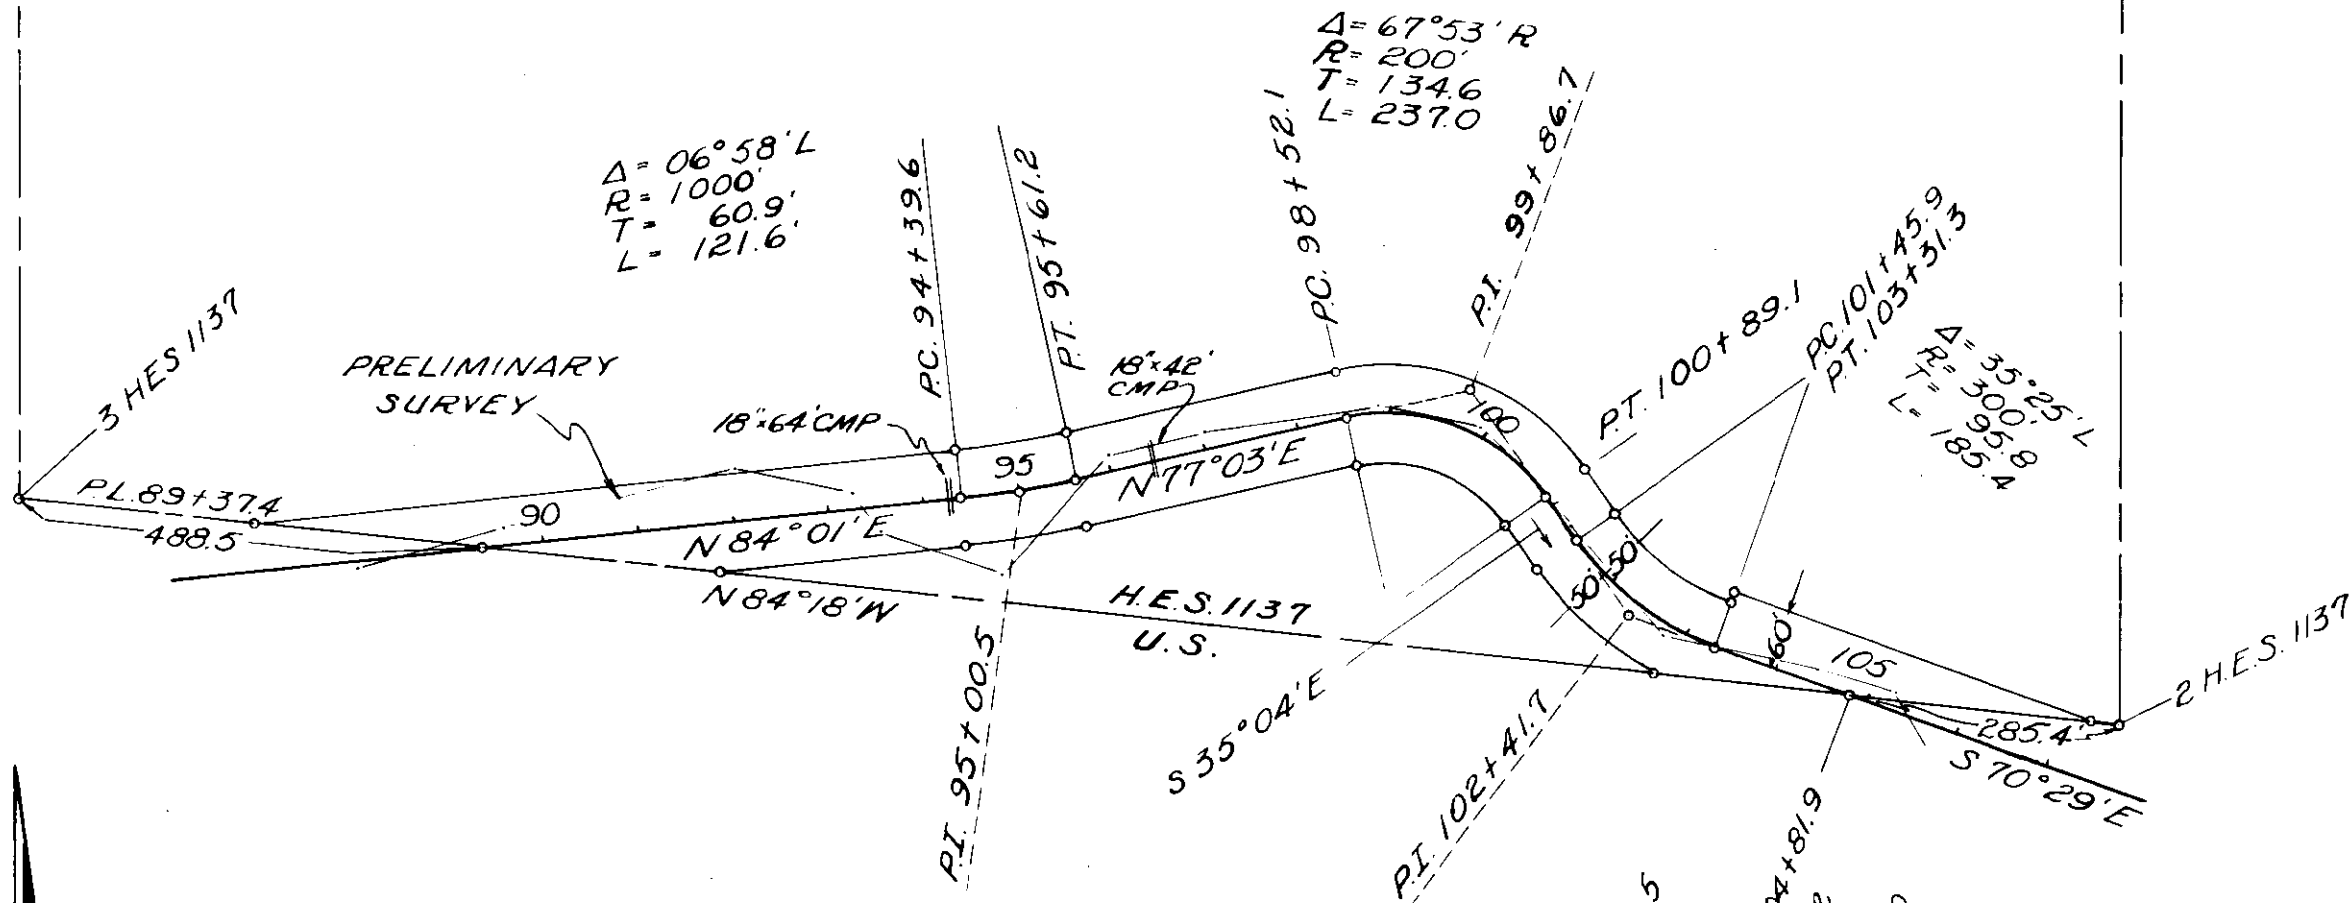 Δ= 67°53' R
R= 200'
T= 134.6
L= 237.0
Δ= 06°58' L
R= 1000'
T= 60.9'
L= 121.6'
P.C. 94+39.6
P.T. 95+61.2
P.C. 98+52.1
P.I. 99+86.7
P.T. 100+89.1
P.C. 101+45.9
P.T. 103+31.3
Δ= 35°25' L
R= 300'
T= 95.8
L= 185.4
3 HES 1137
PRELIMINARY
SURVEY
18"x64' CMP
18"x42'
CMP
P.L. 89+37.4
488.5
90
95
100
105
N 84°01' E
N 77°03' E
N 84°18' W
H.E.S. 1137
U.S.
50
50
60
S 35°04' E
P.I. 95+00.5
P.I. 102+41.7
285.4'
S 70°29' E
2 H.E.S. 1137
04+81.9
5